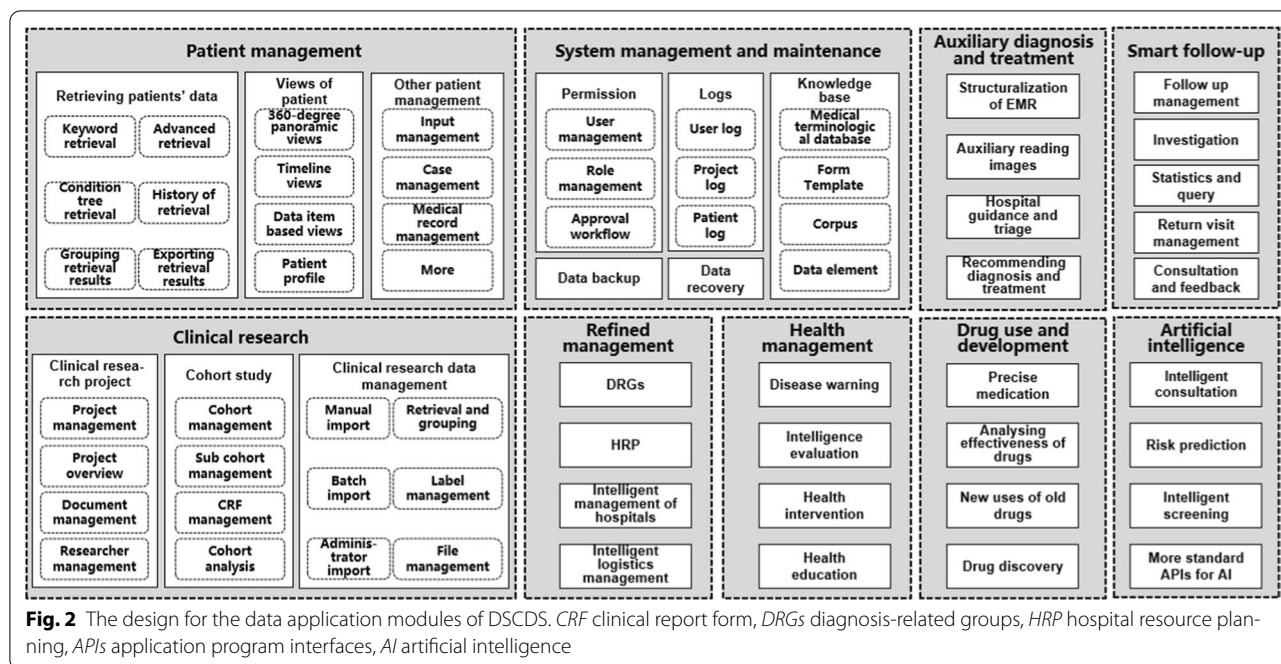 Patient management
Retrieving patients' data
Keyword
retrieval
Advanced
retrieval
Condition
tree
retrieval
History of
retrieval
Grouping
retrieval
results
Exporting
retrieval
results
Views of
patient
360-degree
panoramic
views
Timeline
views
Data item
based views
Patient
profile
Other patient
management
Input
management
Case
management
Medical
record
management
More
System management and maintenance
Permission
User
management
Role
management
Approval
workflow
Logs
User log
Project
log
Patient
log
Knowledge
base
Medical
terminologic
al database
Form
Template
Corpus
Data element
Data backup
Data
recovery
Auxiliary diagnosis
and treatment
Structuralization
of EMR
Auxiliary reading
images
Hospital
guidance and
triage
Recommending
diagnosis and
treatment
Smart follow-up
Follow up
management
Investigation
Statistics and
query
Return visit
management
Consultation
and feedback
Clinical research
Clinical resea-
rch project
Project
management
Project
overview
Document
management
Researcher
management
Cohort study
Cohort
management
Sub cohort
management
CRF
management
Cohort
analysis
Clinical research data
management
Manual
import
Retrieval and
grouping
Batch
import
Label
management
Adminis-
trator
import
File
management
Refined
management
DRGs
HRP
Intelligent
management of
hospitals
Intelligent
logistics
management
Health
management
Disease warning
Intelligence
evaluation
Health
intervention
Health
education
Drug use and
development
Precise
medication
Analysing
effectiveness of
drugs
New uses of old
drugs
Drug discovery
Artificial
intelligence
Intelligent
consultation
Risk prediction
Intelligent
screening
More standard
APIs for AI
Fig. 2 The design for the data application modules of DSCDS. CRF clinical report form, DRGs diagnosis-related groups, HRP hospital resource plan-
ning, APIs application program interfaces, AI artificial intelligence